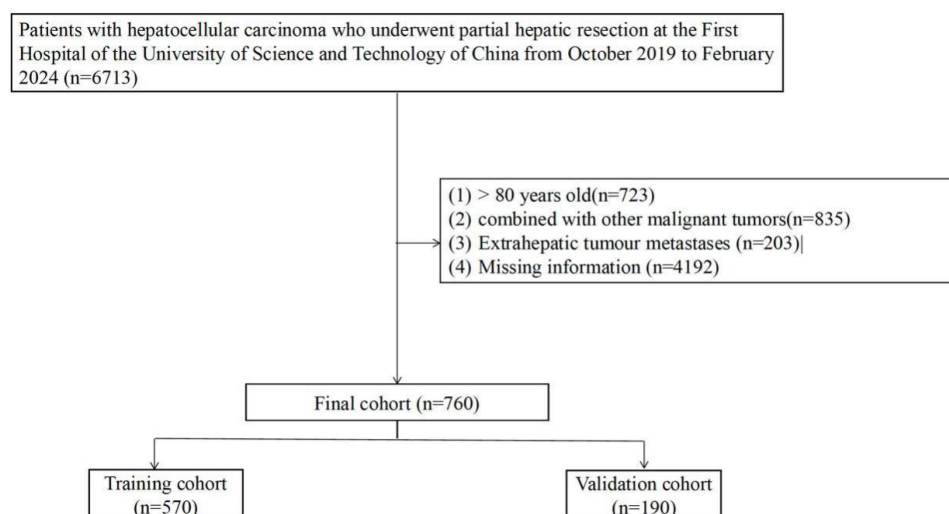 Patients with hepatocellular carcinoma who underwent partial hepatic resection at the First
Hospital of the University of Science and Technology of China from October 2019 to February
2024 (n=6713)
(1) > 80 years old(n=723)
(2) combined with other malignant tumors(n=835)
(3) Extrahepatic tumour metastases (n=203)|
(4) Missing information (n=4192)
Final cohort (n=760)
Training cohort
(n=570)
Validation cohort
(n=190)